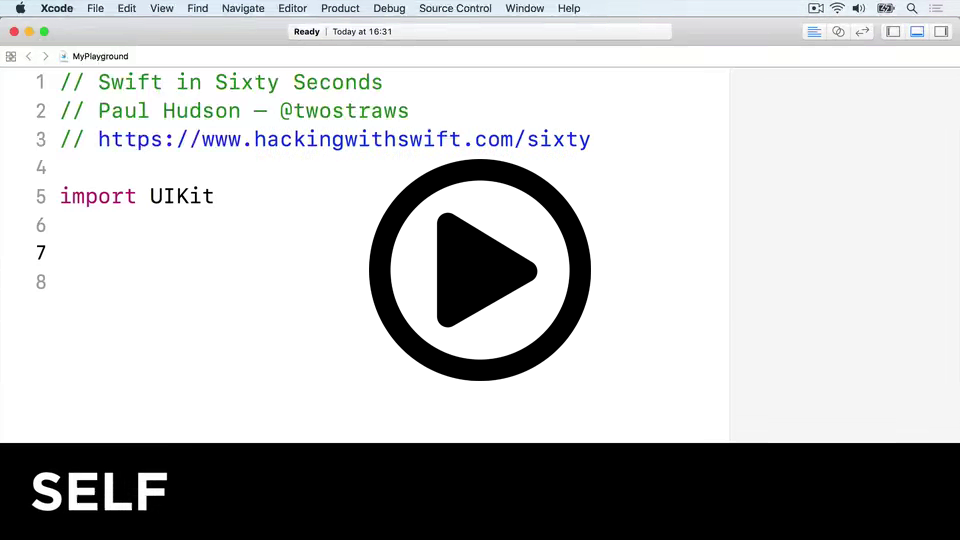 Xcode File Edit View Find Navigate Editor Product Debug Source Control Window Help
Ready | Today at 16:31
MyPlayground
1 // Swift in Sixty Seconds
2 // Paul Hudson — @twostraws
3 // https://www.hackingwithswift.com/sixty
4
5 import UIKit
6
7
8
SELF